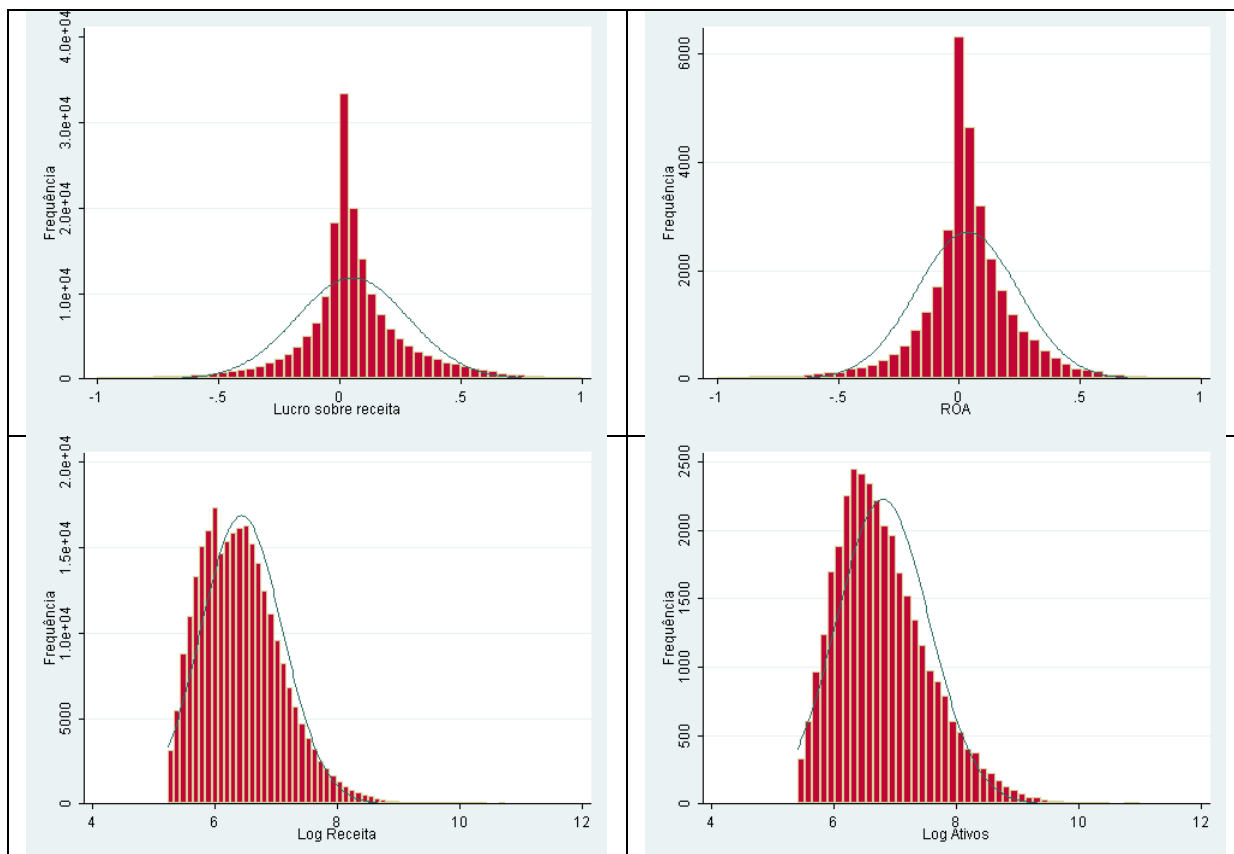 4.0e+04
3.0e+04
2.0e+04
1.0e+04
0
Frequência
-1 -.5 0 .5 1
Lucro sobre receita
6000
4000
2000
0
Frequência
-1 -.5 0 .5 1
ROA
2.0e+04
1.5e+04
1.0e+04
5000
0
Frequência
4 6 8 10 12
Log Receita
2500
2000
1500
1000
500
0
Frequência
4 6 8 10 12
Log Ativos